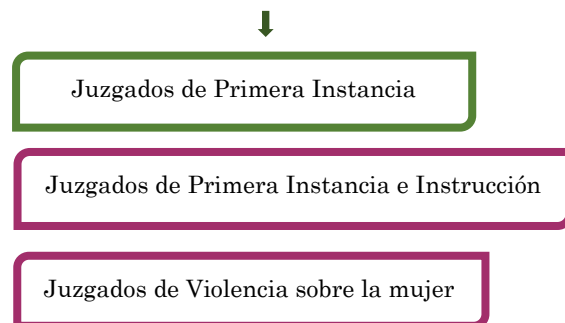 Juzgados de Primera Instancia
Juzgados de Primera Instancia e Instrucción
Juzgados de Violencia sobre la mujer